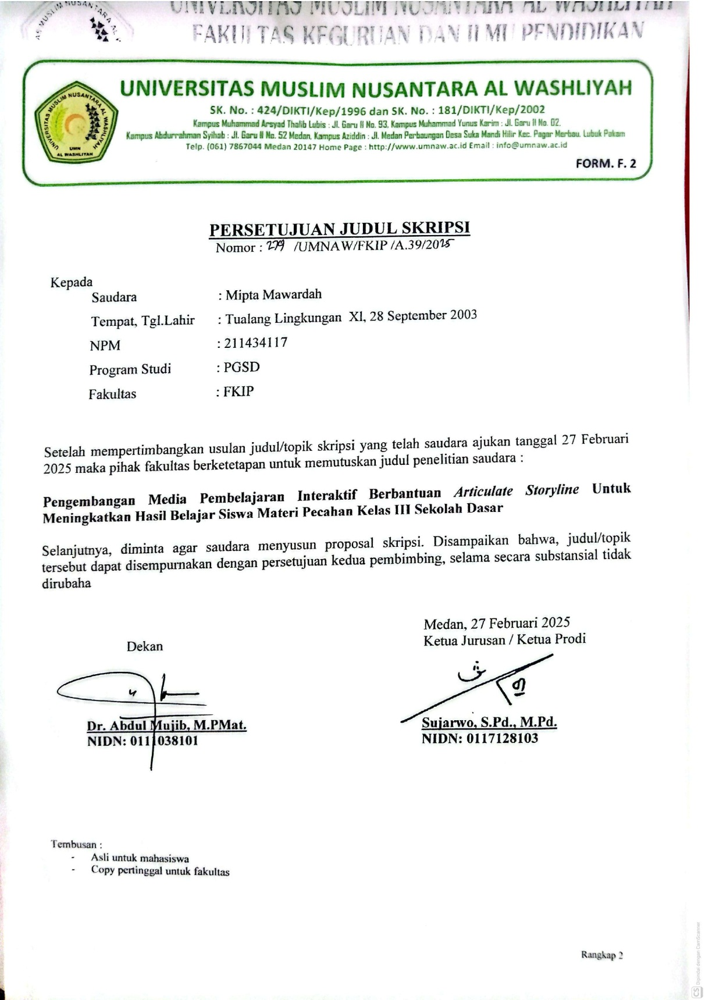 UNIVERSITAS MUSLIM NUSANTARA AL WASHLIYAH
FAKULTAS KEGURUAN DAN ILMU PENDIDIKAN
UNIVERSITAS MUSLIM NUSANTARA AL WASHLIYAH
UMN
AL WASHLIYAH
UNIVERSITAS MUSLIM NUSANTARA AL WASHLIYAH
SK. No. : 424/DIKTI/Kep/1996 dan SK. No. : 181/DIKTI/Kep/2002
Kampus Muhammad Arsyad Thalib Lubis : Jl. Garu II No. 93, Kampus Muhammad Yunus Karim : Jl. Garu II No. 02,
Kampus Abdurrahman Syihab : Jl. Garu II No. 52 Medan, Kampus Aziddin : Jl. Medan Perbaungan Desa Suka Mandi Hilir Kec. Pagar Merbau. Lubuk Pakam
Telp. (061) 7867044 Medan 20147 Home Page : http://www.umnaw.ac.id Email : info@umnaw.ac.id
FORM. F. 2
PERSETUJUAN JUDUL SKRIPSI
Nomor : 279 /UMNAW/FKIP /A.39/2025
Kepada
Saudara : Mipta Mawardah
Tempat, Tgl.Lahir : Tualang Lingkungan Xl, 28 September 2003
NPM : 211434117
Program Studi : PGSD
Fakultas : FKIP
Setelah mempertimbangkan usulan judul/topik skripsi yang telah saudara ajukan tanggal 27 Februari
2025 maka pihak fakultas berketetapan untuk memutuskan judul penelitian saudara :
Pengembangan Media Pembelajaran Interaktif Berbantuan Articulate Storyline Untuk
Meningkatkan Hasil Belajar Siswa Materi Pecahan Kelas III Sekolah Dasar
Selanjutnya, diminta agar saudara menyusun proposal skripsi. Disampaikan bahwa, judul/topik
tersebut dapat disempurnakan dengan persetujuan kedua pembimbing, selama secara substansial tidak
dirubaha
Medan, 27 Februari 2025
Ketua Jurusan / Ketua Prodi
Dekan
Dr. Abdul Mujib, M.PMat.
NIDN: 0111038101
Sujarwo, S.Pd., M.Pd.
NIDN: 0117128103
Tembusan :
- Asli untuk mahasiswa
- Copy pertinggal untuk fakultas
Rangkap 2
CS Dipindai dengan CamScanner